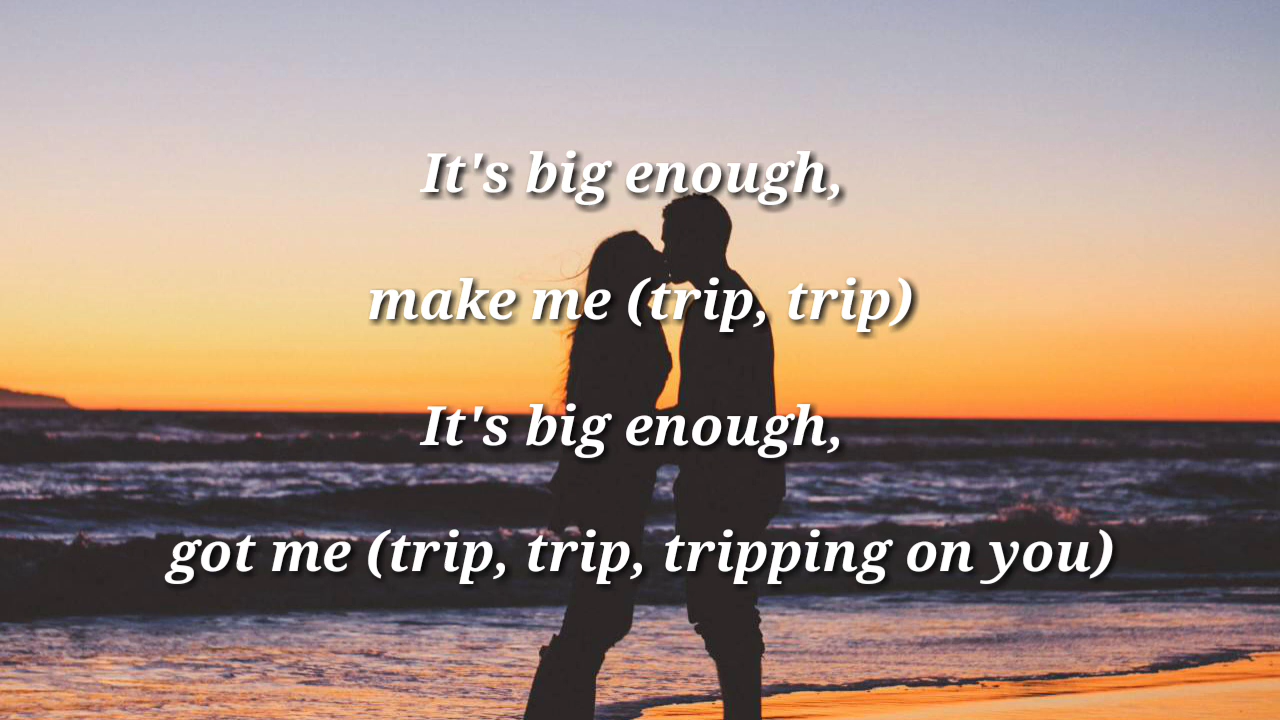 It's big enough,
make me (trip, trip)
It's big enough,
got me (trip, trip, tripping on you)